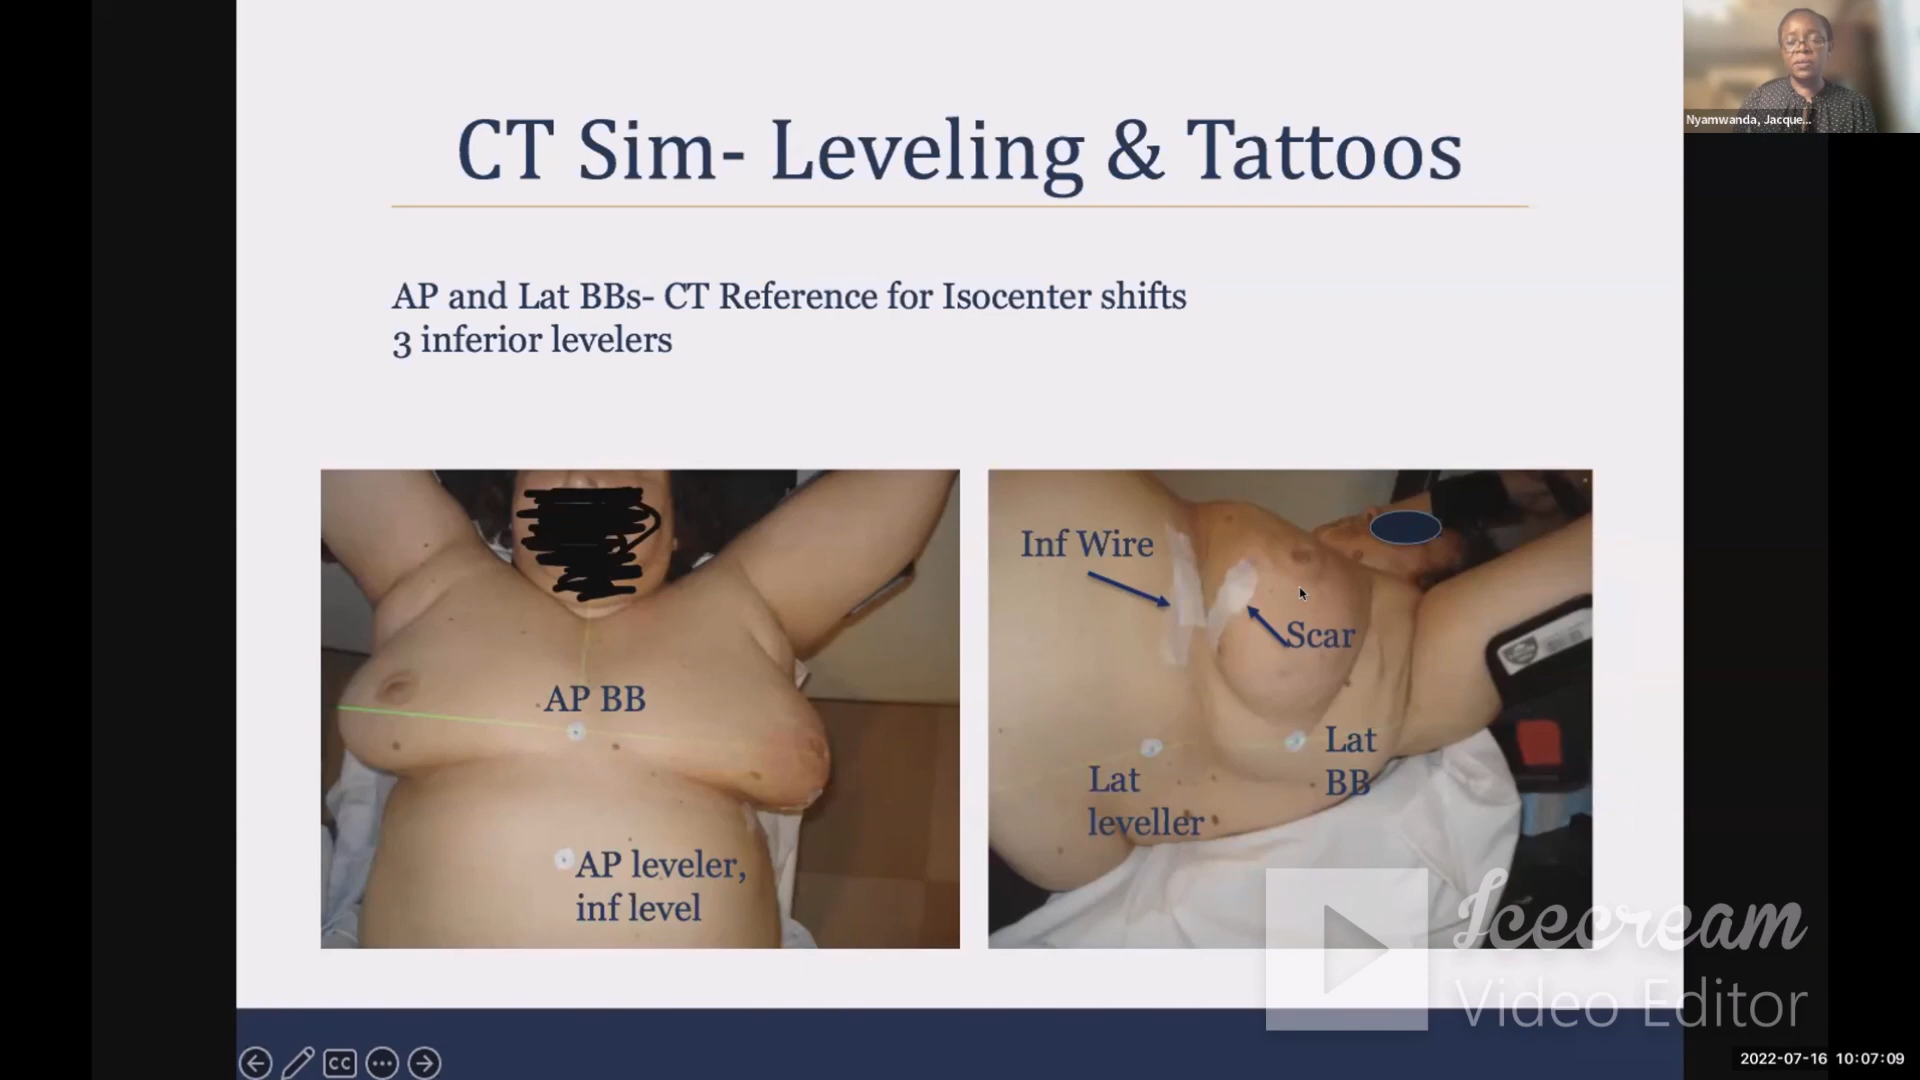 CT Sim- Leveling & Tattoos
Nyamwanda, Jacque...
AP and Lat BBs- CT Reference for Isocenter shifts
3 inferior levelers
AP BB
AP leveler,
inf level
Inf Wire
Scar
Lat
BB
Lat
leveller
Icecream
Video Editor
CC
2022-07-16 10:07:09